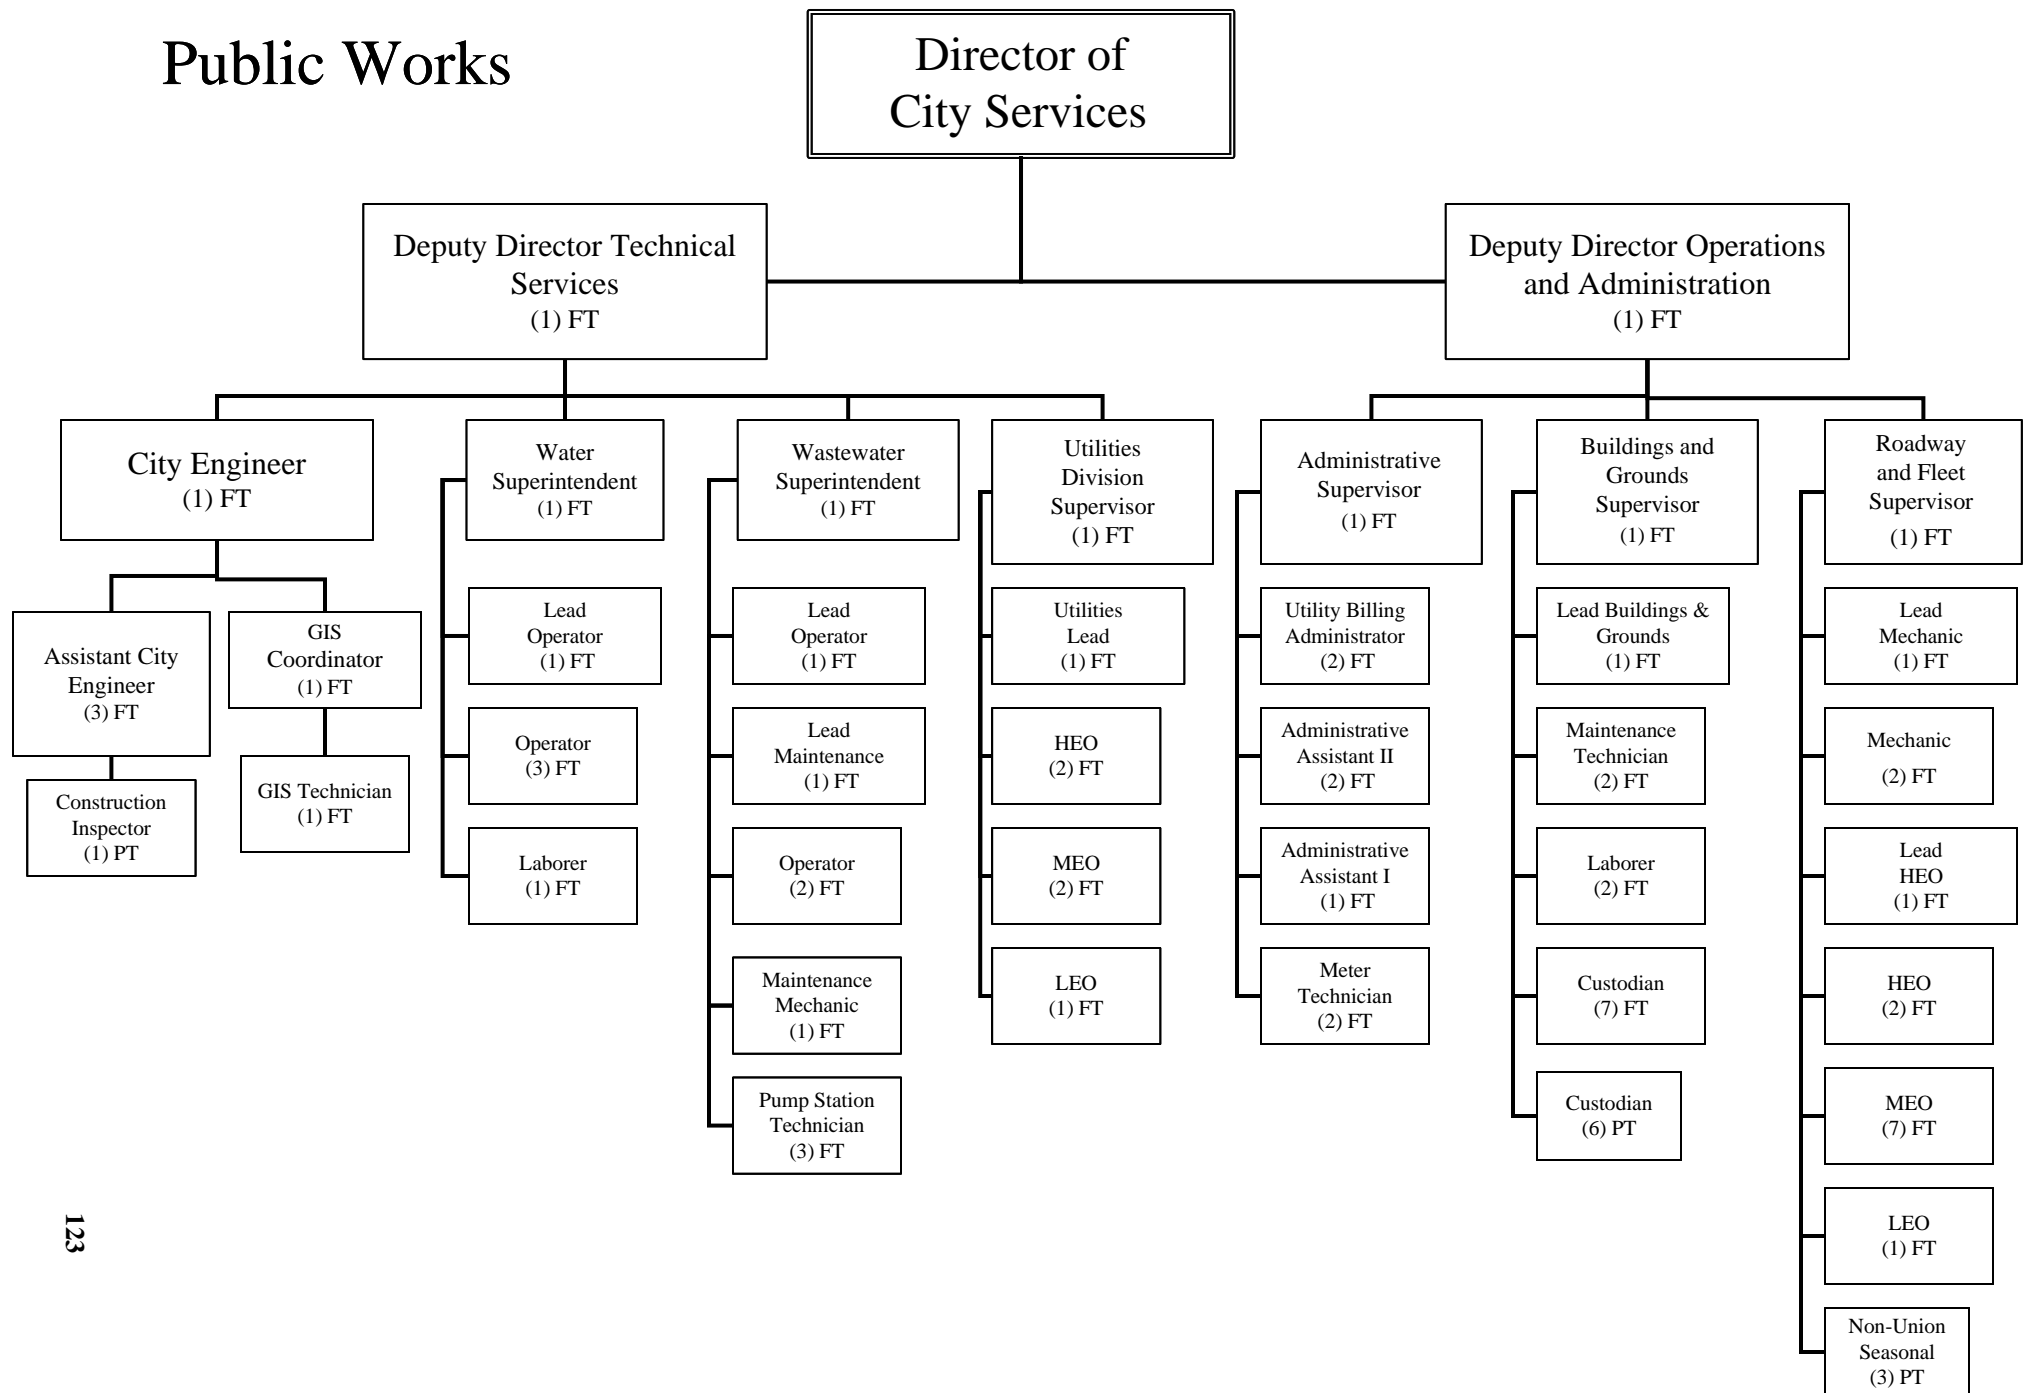 Public Works
Director of
City Services
Deputy Director Technical
Services
(1) FT
Deputy Director Operations
and Administration
(1) FT
City Engineer
(1) FT
Water
Superintendent
(1) FT
Wastewater
Superintendent
(1) FT
Utilities
Division
Supervisor
(1) FT
Administrative
Supervisor
(1) FT
Buildings and
Grounds
Supervisor
(1) FT
Roadway
and Fleet
Supervisor
(1) FT
Assistant City
Engineer
(3) FT
Construction
Inspector
(1) PT
GIS
Coordinator
(1) FT
GIS Technician
(1) FT
Lead
Operator
(1) FT
Operator
(3) FT
Laborer
(1) FT
Lead
Operator
(1) FT
Lead
Maintenance
(1) FT
Operator
(2) FT
Maintenance
Mechanic
(1) FT
Pump Station
Technician
(3) FT
Utilities
Lead
(1) FT
HEO
(2) FT
MEO
(2) FT
LEO
(1) FT
Utility Billing
Administrator
(2) FT
Administrative
Assistant II
(2) FT
Administrative
Assistant I
(1) FT
Meter
Technician
(2) FT
Lead Buildings &
Grounds
(1) FT
Maintenance
Technician
(2) FT
Laborer
(2) FT
Custodian
(7) FT
Custodian
(6) PT
Lead
Mechanic
(1) FT
Mechanic
(2) FT
Lead
HEO
(1) FT
HEO
(2) FT
MEO
(7) FT
LEO
(1) FT
Non-Union
Seasonal
(3) PT
123